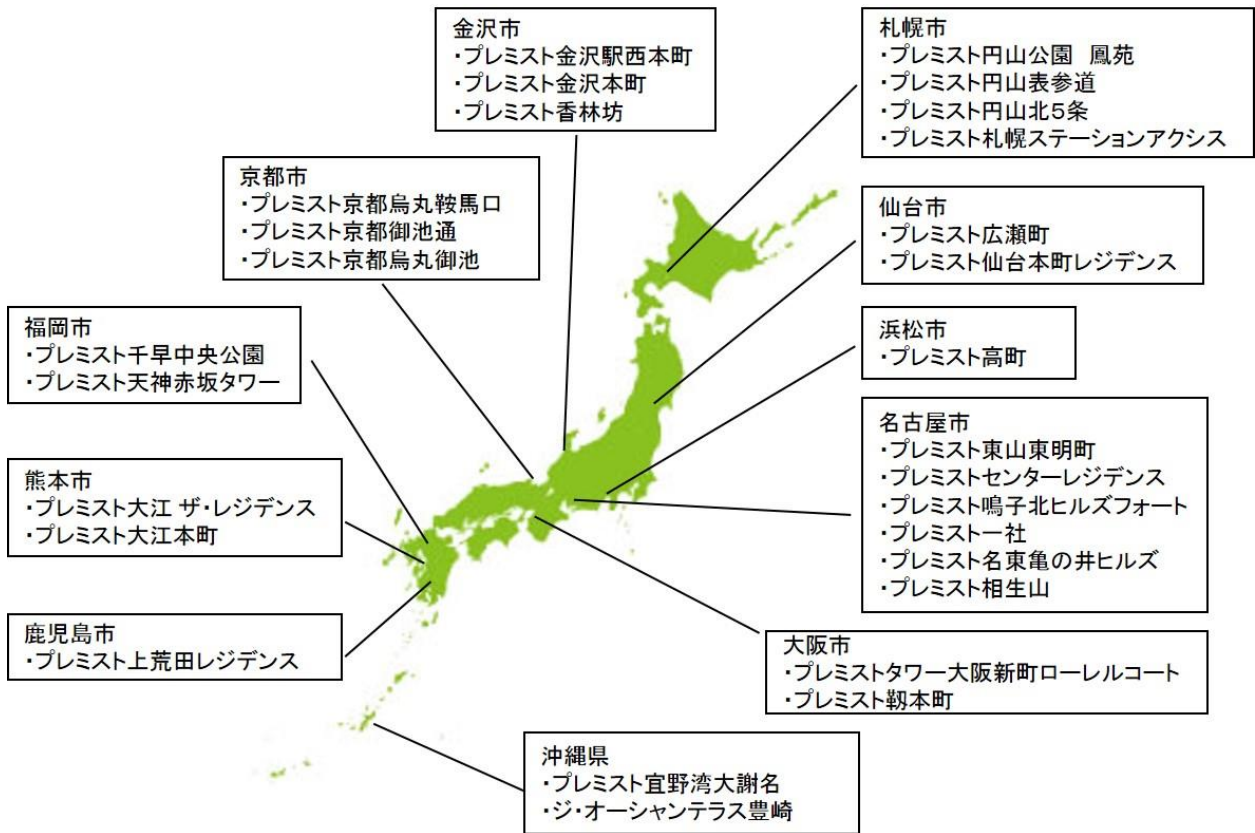 金沢市
・プレミスト金沢駅西本町
・プレミスト金沢本町
・プレミスト香林坊
札幌市
・プレミスト円山公園 鳳苑
・プレミスト円山表参道
・プレミスト円山北5条
・プレミスト札幌ステーションアクシス
京都市
・プレミスト京都烏丸鞍馬口
・プレミスト京都御池通
・プレミスト京都烏丸御池
仙台市
・プレミスト広瀬町
・プレミスト仙台本町レジデンス
福岡市
・プレミスト千早中央公園
・プレミスト天神赤坂タワー
浜松市
・プレミスト高町
名古屋市
・プレミスト東山東明町
・プレミストセンターレジデンス
・プレミスト鳴子北ヒルズフォート
・プレミスト一社
・プレミスト名東亀の井ヒルズ
・プレミスト相生山
熊本市
・プレミスト大江 ザ・レジデンス
・プレミスト大江本町
鹿児島市
・プレミスト上荒田レジデンス
大阪市
・プレミストタワー大阪新町ローレルコート
・プレミスト靱本町
沖縄県
・プレミスト宜野湾大謝名
・ジ・オーシャンテラス豊崎